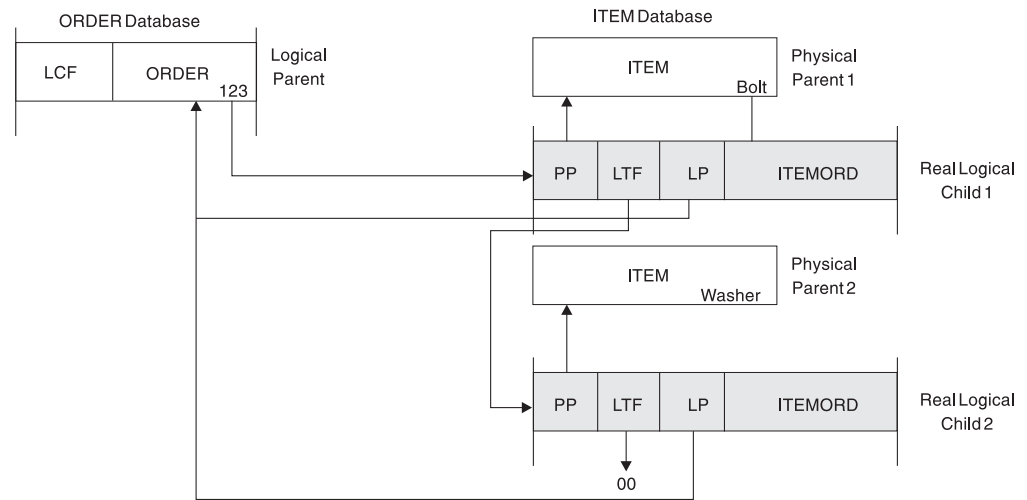 ORDER Database
ITEM Database
LCF
ORDER
123
Logical
Parent
ITEM
Bolt
Physical
Parent 1
PP
LTF
LP
ITEMORD
Real Logical
Child 1
ITEM
Washer
Physical
Parent 2
PP
LTF
LP
ITEMORD
Real Logical
Child 2
00